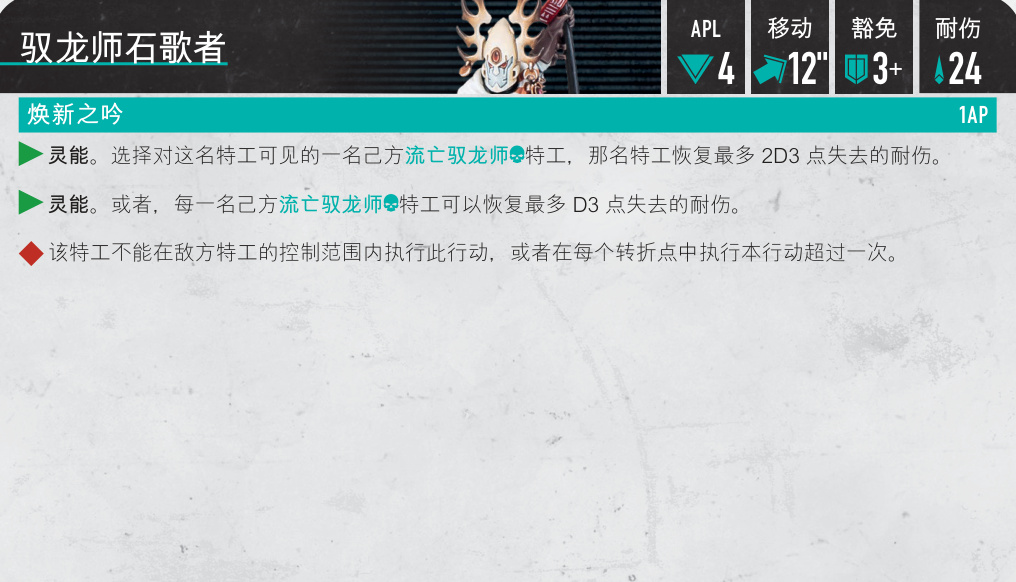 驭龙师石歌者
APL
4
移动
12"
豁免
3+
耐伤
24
焕新之吟
1AP
灵能。选择对这名特工可见的一名己方流亡驭龙师特工，那名特工恢复最多 2D3 点失去的耐伤。
灵能。或者，每一名己方流亡驭龙师特工可以恢复最多 D3 点失去的耐伤。
该特工不能在敌方特工的控制范围内执行此行动，或者在每个转折点中执行本行动超过一次。